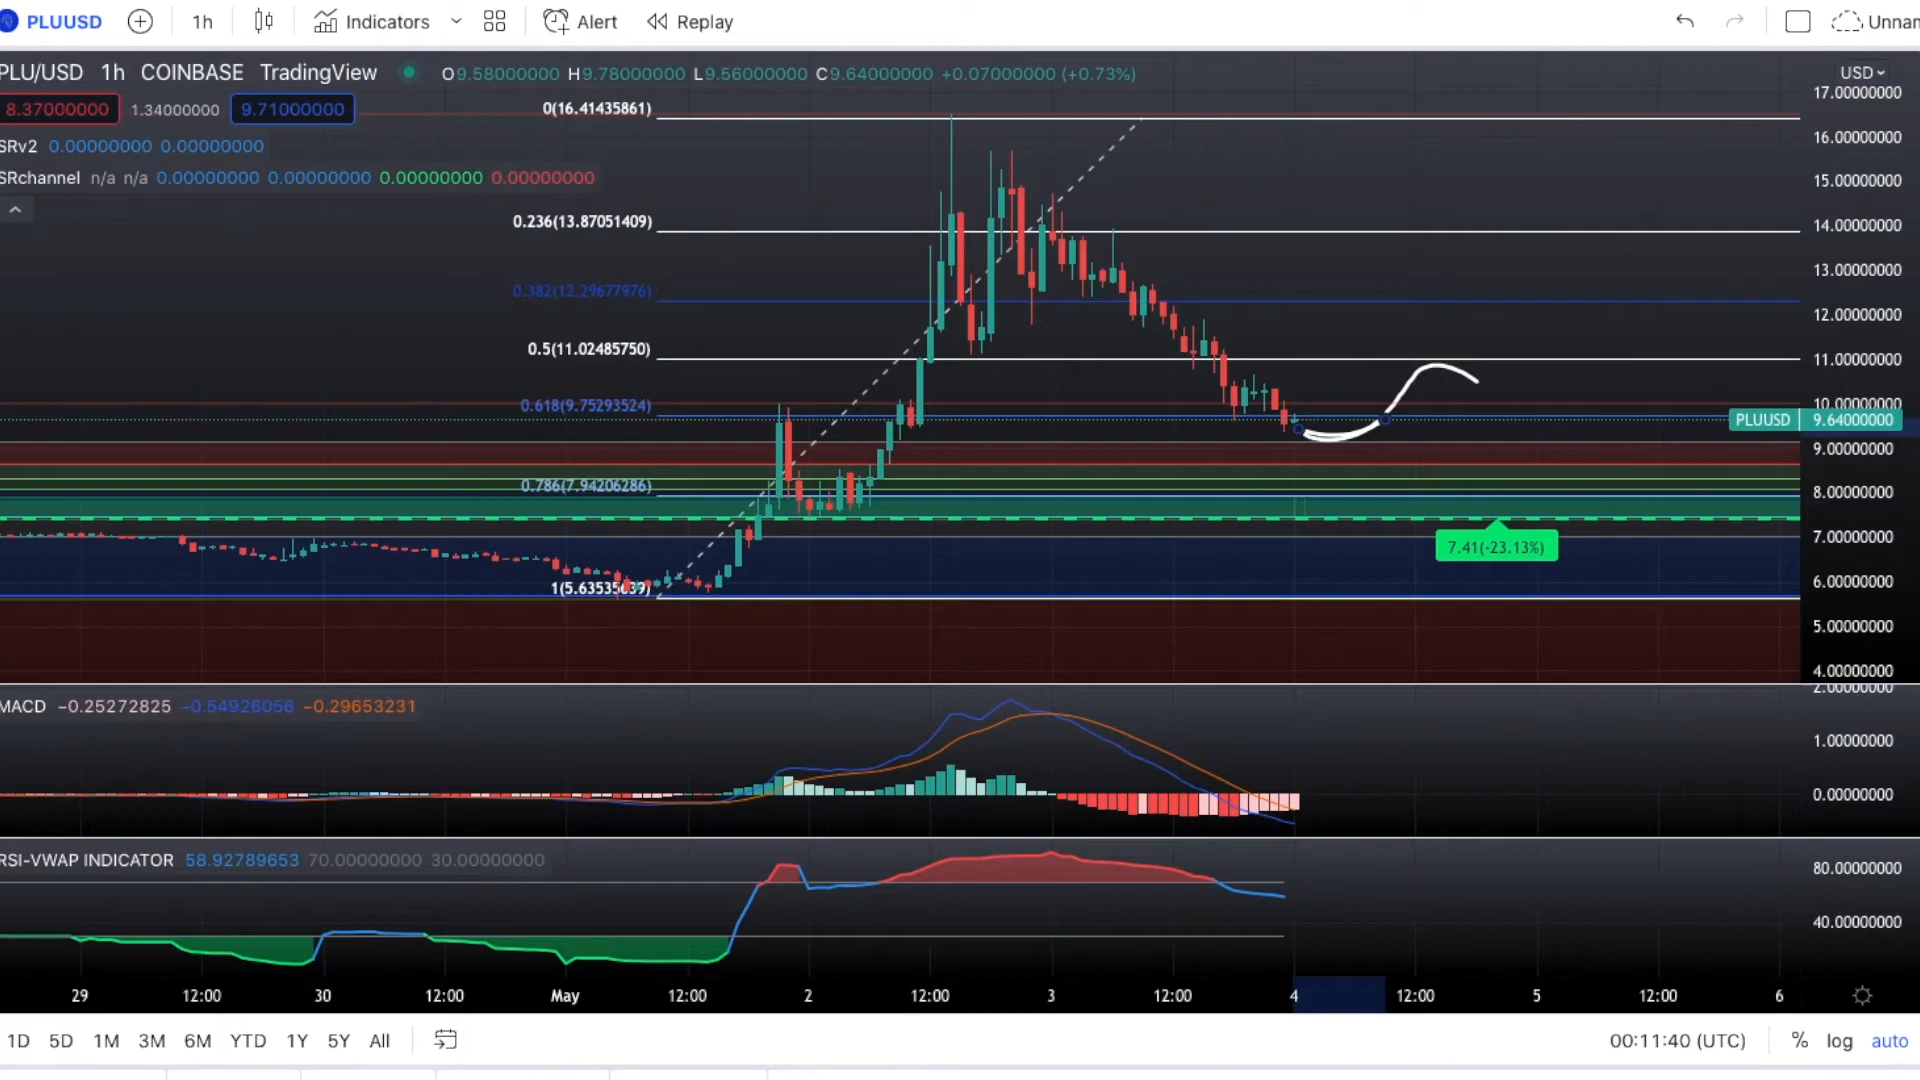 PLUUSD 1h Indicators Alert Replay Unnan
PLU/USD 1h COINBASE TradingView O9.58000000 H9.78000000 L9.56000000 C9.64000000 +0.07000000 (+0.73%)
USD
8.37000000 1.34000000 9.71000000
SRv2 0.00000000 0.00000000
SRchannel n/a n/a 0.00000000 0.00000000 0.00000000 0.00000000
0(16.41435861)
0.236(13.87051409)
0.382(12.29677976)
0.5(11.02485750)
0.618(9.75293524)
0.786(7.94206286)
17.00000000
16.00000000
15.00000000
14.00000000
13.00000000
12.00000000
11.00000000
10.00000000
PLUUSD 9.64000000
9.00000000
8.00000000
7.00000000
7.41(-23.13%)
6.00000000
5.00000000
4.00000000
MACD −0.25272825 −0.54926056 −0.29653231
2.00000000
1.00000000
0.00000000
RSI-VWAP INDICATOR 58.92789653 70.00000000 30.00000000
80.00000000
40.00000000
29 12:00 30 12:00 May 12:00 2 12:00 3 12:00 4 12:00 5 12:00 6
1D 5D 1M 3M 6M YTD 1Y 5Y All 00:11:40 (UTC) % log auto